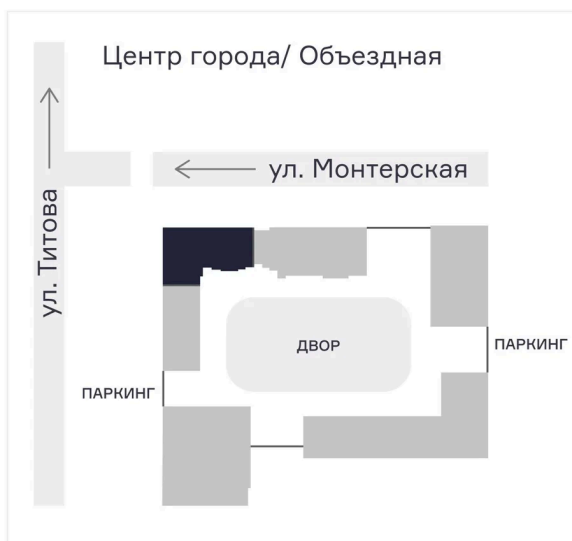 Центр города/ Объездная
ул. Монтерская
ул. Титова
ДВОР
ПАРКИНГ
ПАРКИНГ